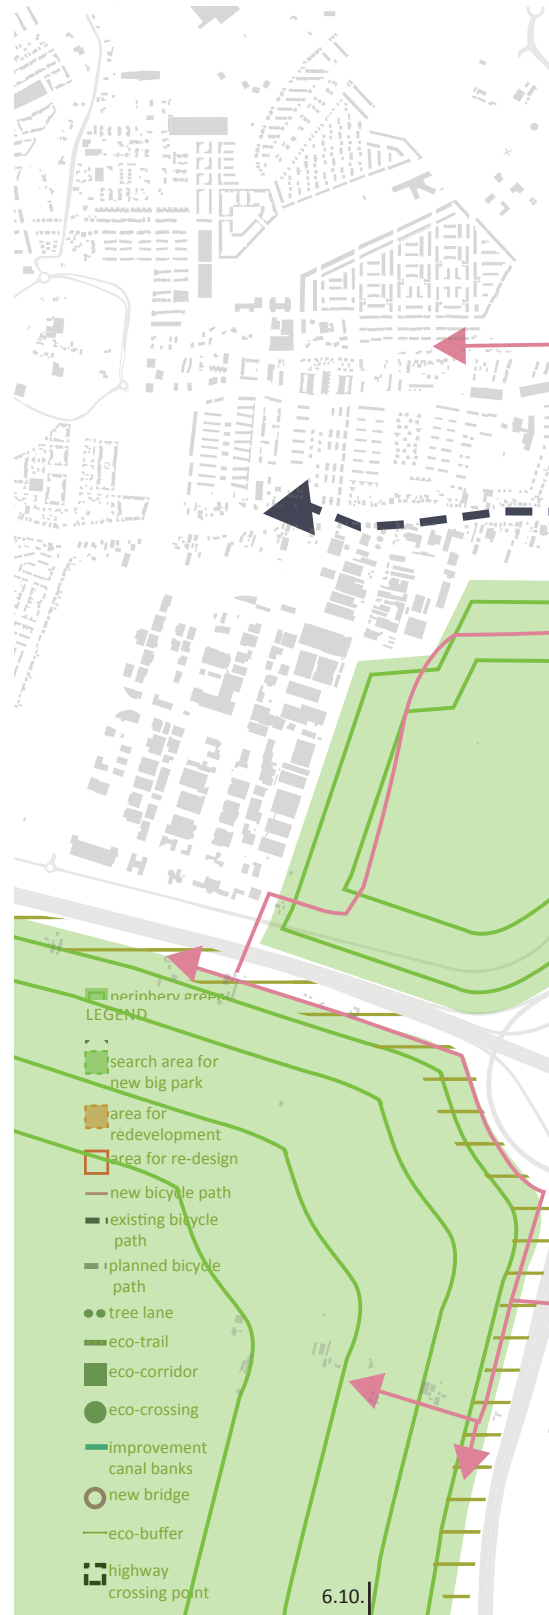 periphery green
LEGEND
search area for
new big park
area for
redevelopment
area for re-design
new bicycle path
existing bicycle
path
planned bicycle
path
tree lane
eco-trail
eco-corridor
eco-crossing
improvement
canal banks
new bridge
eco-buffer
highway
crossing point
6.10.